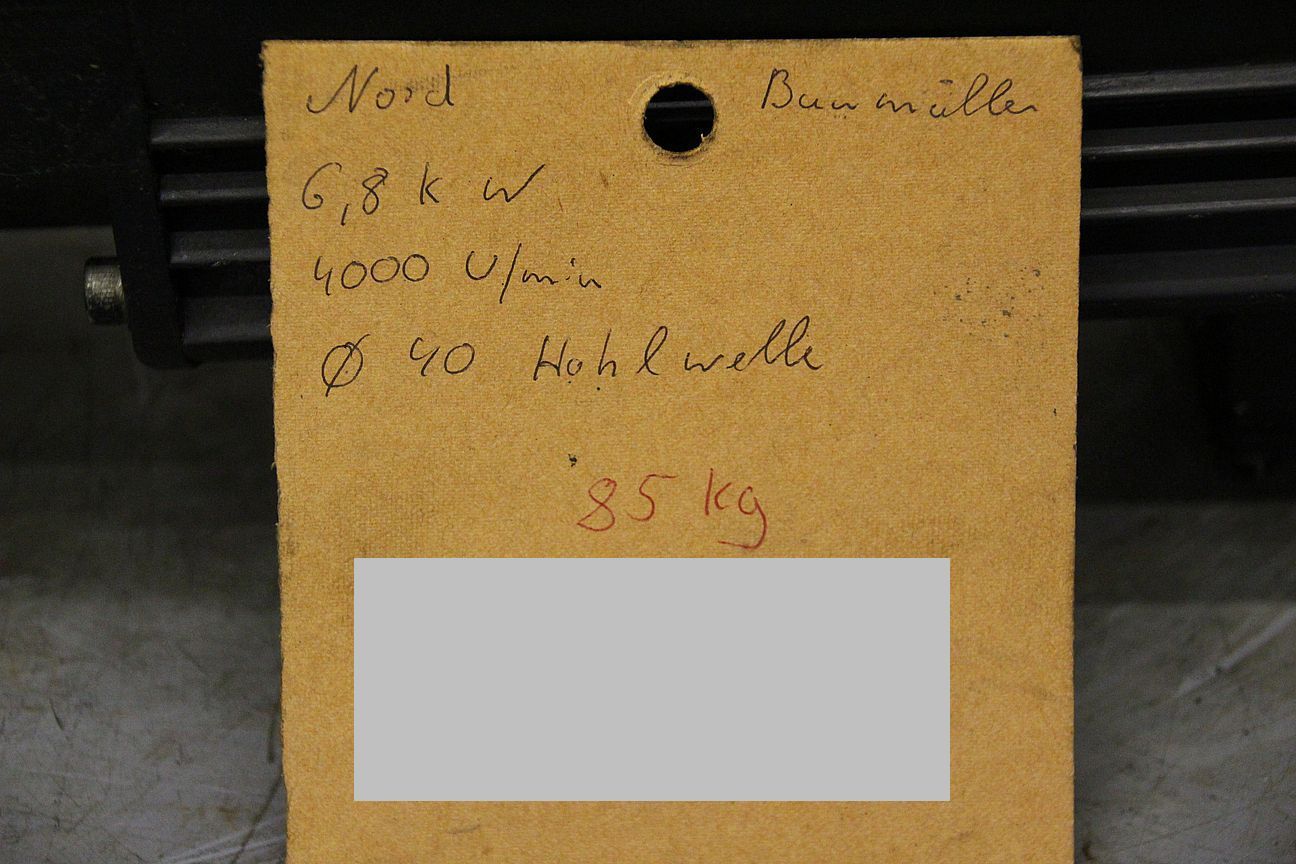 Nord Baumüller
6,8 kW
4000 U/min
Ø 40 Hohlwelle
85 kg